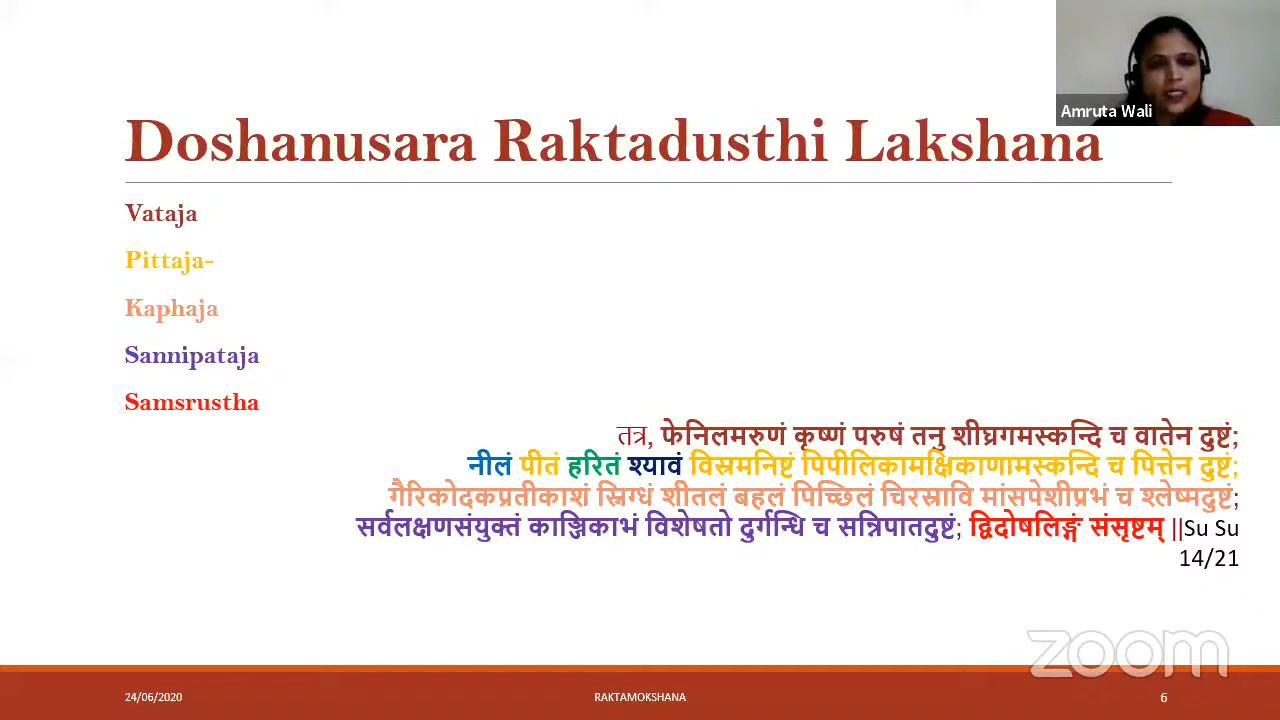 Amruta Wali
Doshanusara Raktadusthi Lakshana
Vataja
Pittaja-
Kaphaja
Sannipataja
Samsrustha
तत्र, फेनिलमरुणं कृष्णं परुषं तनु शीघ्रगमस्कन्दि च वातेन दुष्टं;
नीलं पीतं हरितं श्यावं विस्रमनिष्टं पिपीलिकामक्षिकाणामस्कन्दि च पित्तेन दुष्टं;
गैरिकोदकप्रतीकाशं स्निग्धं शीतलं बहलं पिच्छिलं चिरस्रावि मांसपेशीप्रभं च श्लेष्मदुष्टं;
सर्वलक्षणसंयुक्तं काञ्जिकाभं विशेषतो दुर्गन्धि च सन्निपातदुष्टं; द्विदोषलिङ्गं संसृष्टम् ||Su Su
14/21
zoom
24/06/2020 RAKTAMOKSHANA 6